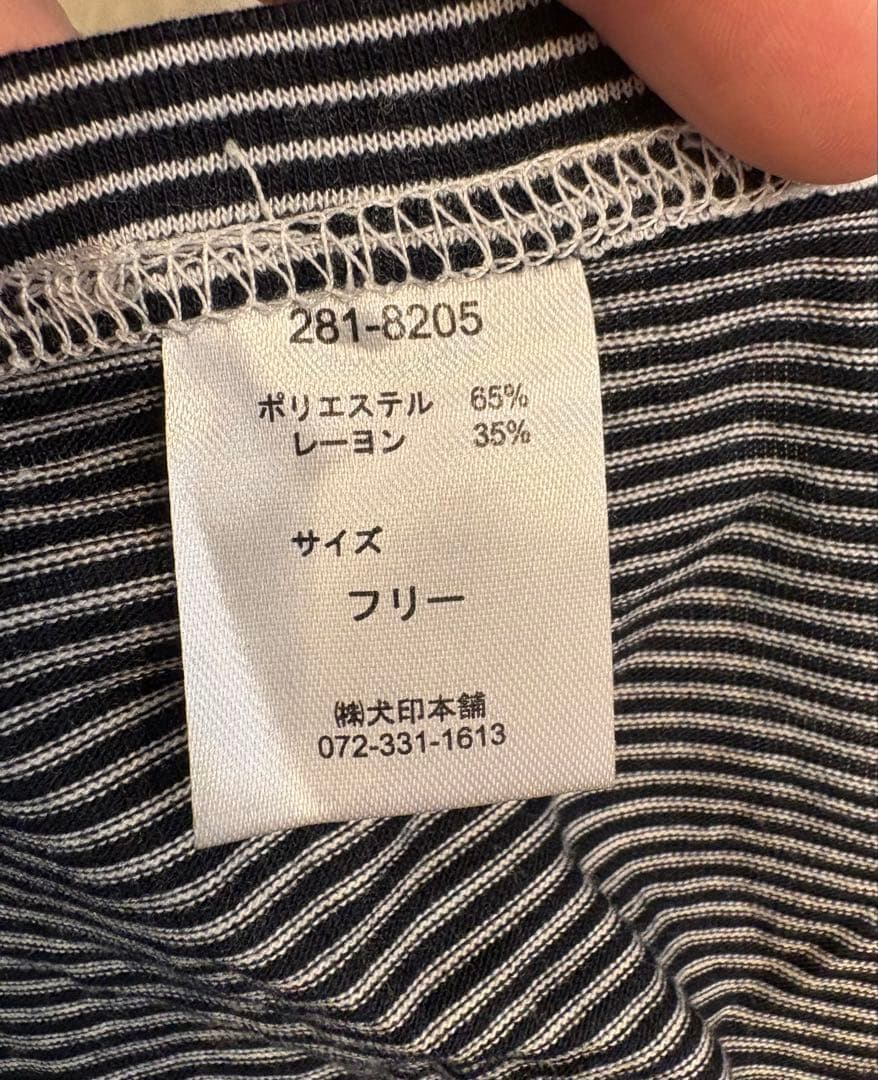 281-8205
ポリエステル 65%
レーヨン 35%
サイズ
フリー
㈱犬印本舗
072-331-1613